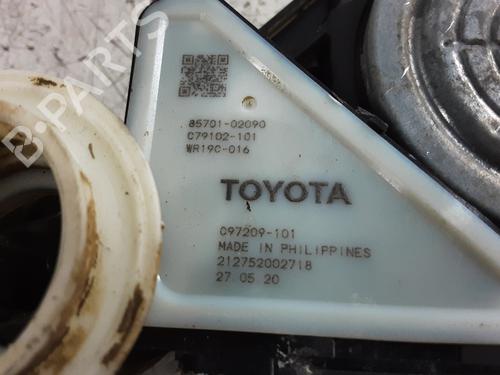 B-PARTS
85701-02090
C79102-101
WR19C-016
TOYOTA
C97209-101
MADE IN PHILIPPINES
212752002718
27.05.20